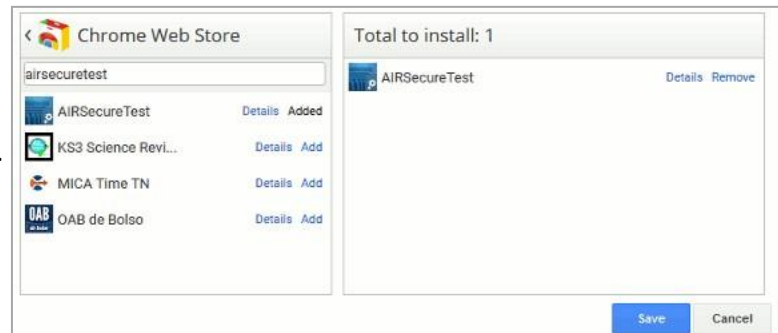 Chrome Web Store
airsecuretest
AIRSecureTest Details Added
KS3 Science Revi... Details Add
MICA Time TN Details Add
OAB de Bolso Details Add
Total to install: 1
AIRSecureTest Details Remove
Save Cancel